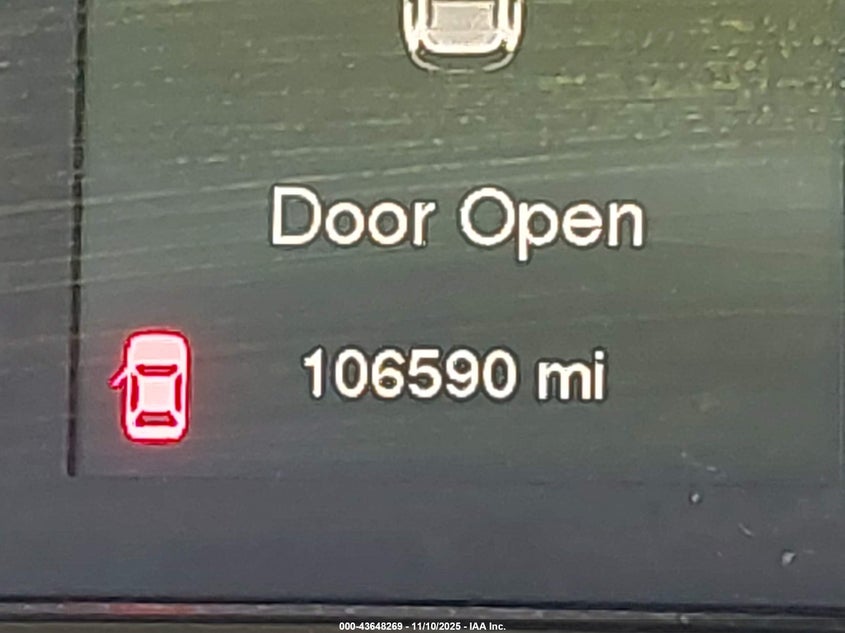 Door Open
106590 mi
000-43648269 - 11/10/2025 - IAA Inc.